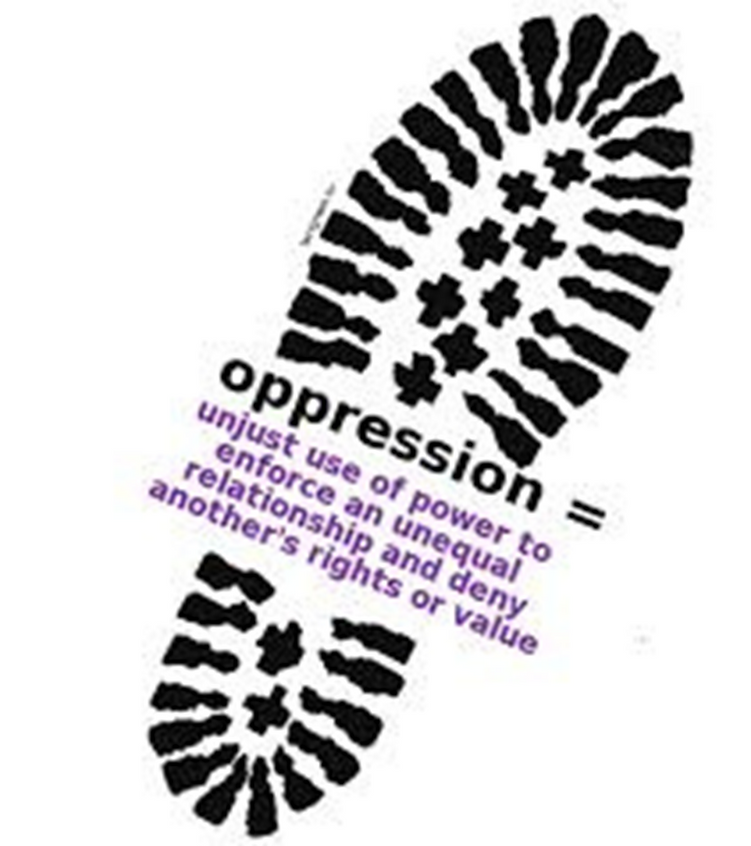 oppression =
unjust use of power to
enforce an unequal
relationship and deny
another's rights or value